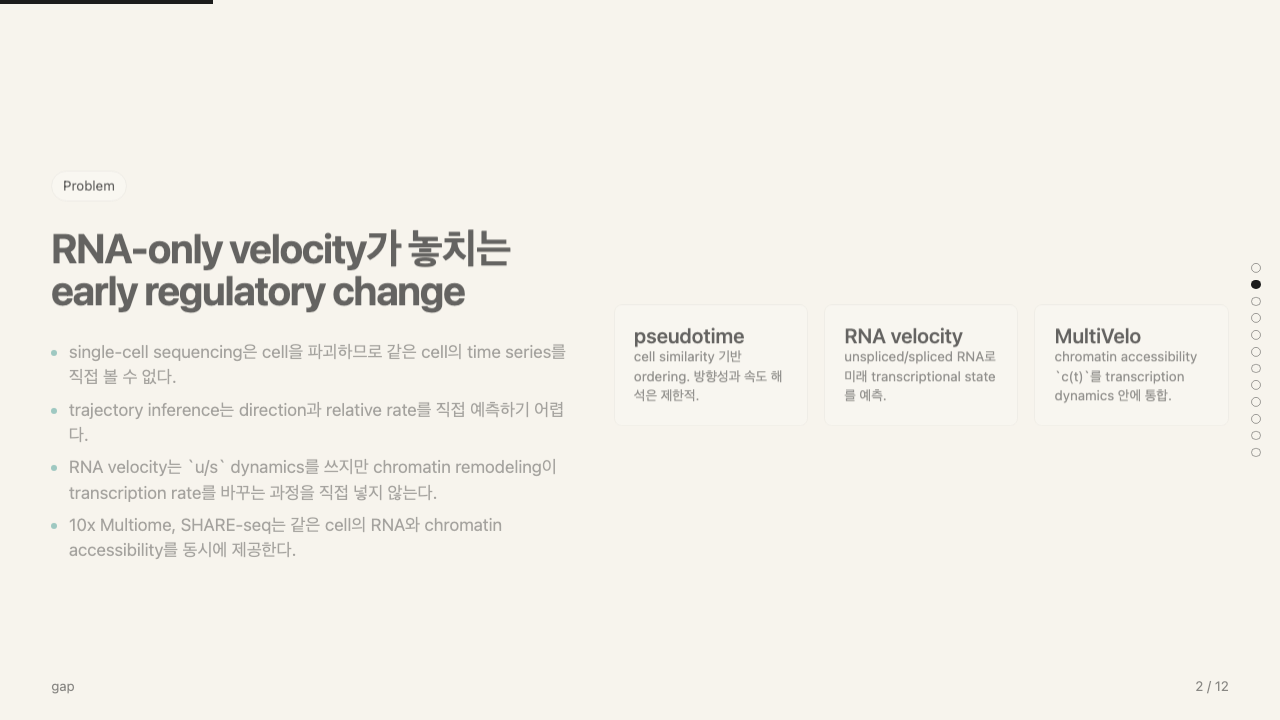 Problem
RNA-only velocity가 놓치는
early regulatory change
single-cell sequencing은 cell을 파괴하므로 같은 cell의 time series를
직접 볼 수 없다.
trajectory inference는 direction과 relative rate를 직접 예측하기 어렵
다.
RNA velocity는 `u/s` dynamics를 쓰지만 chromatin remodeling이
transcription rate를 바꾸는 과정을 직접 넣지 않는다.
10x Multiome, SHARE-seq는 같은 cell의 RNA와 chromatin
accessibility를 동시에 제공한다.
pseudotime
cell similarity 기반
ordering. 방향성과 속도 해
석은 제한적.
RNA velocity
unspliced/spliced RNA로
미래 transcriptional state
를 예측.
MultiVelo
chromatin accessibility
`c(t)`를 transcription
dynamics 안에 통합.
gap
2 / 12